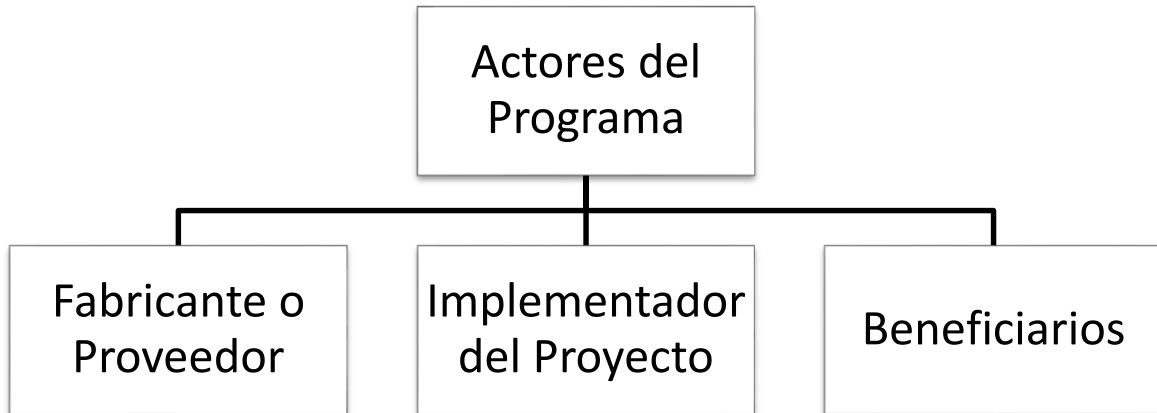 Actores del
Programa
Fabricante o
Proveedor
Implementador
del Proyecto
Beneficiarios